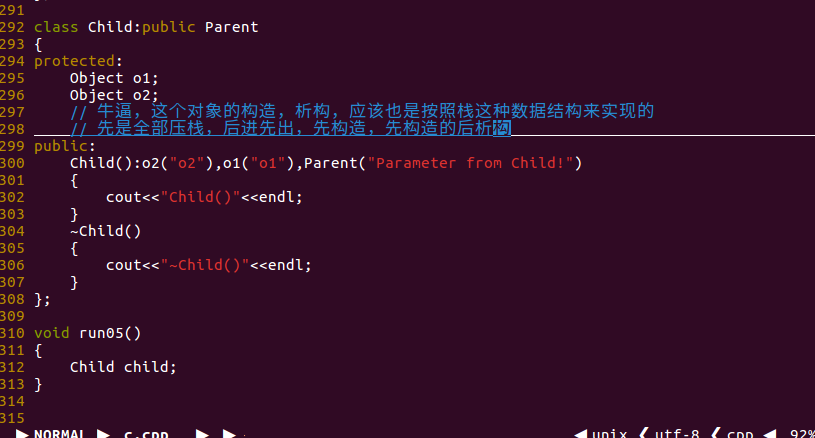 291
292 class Child:public Parent
293 {
294 protected:
295     Object o1;
296     Object o2;
297     // 牛逼，这个对象的构造，析构，应该也是按照栈这种数据结构来实现的
298     // 先是全部压栈，后进先出，先构造，先构造的后析构
299 public:
300     Child():o2("o2"),o1("o1"),Parent("Parameter from Child!")
301     {
302         cout<<"Child()"<<endl;
303     }
304     ~Child()
305     {
306         cout<<"~Child()"<<endl;
307     }
308 };
309
310 void run05()
311 {
312     Child child;
313 }
314
315
NORMAL c.cpp unix utf-8 cpp 92%